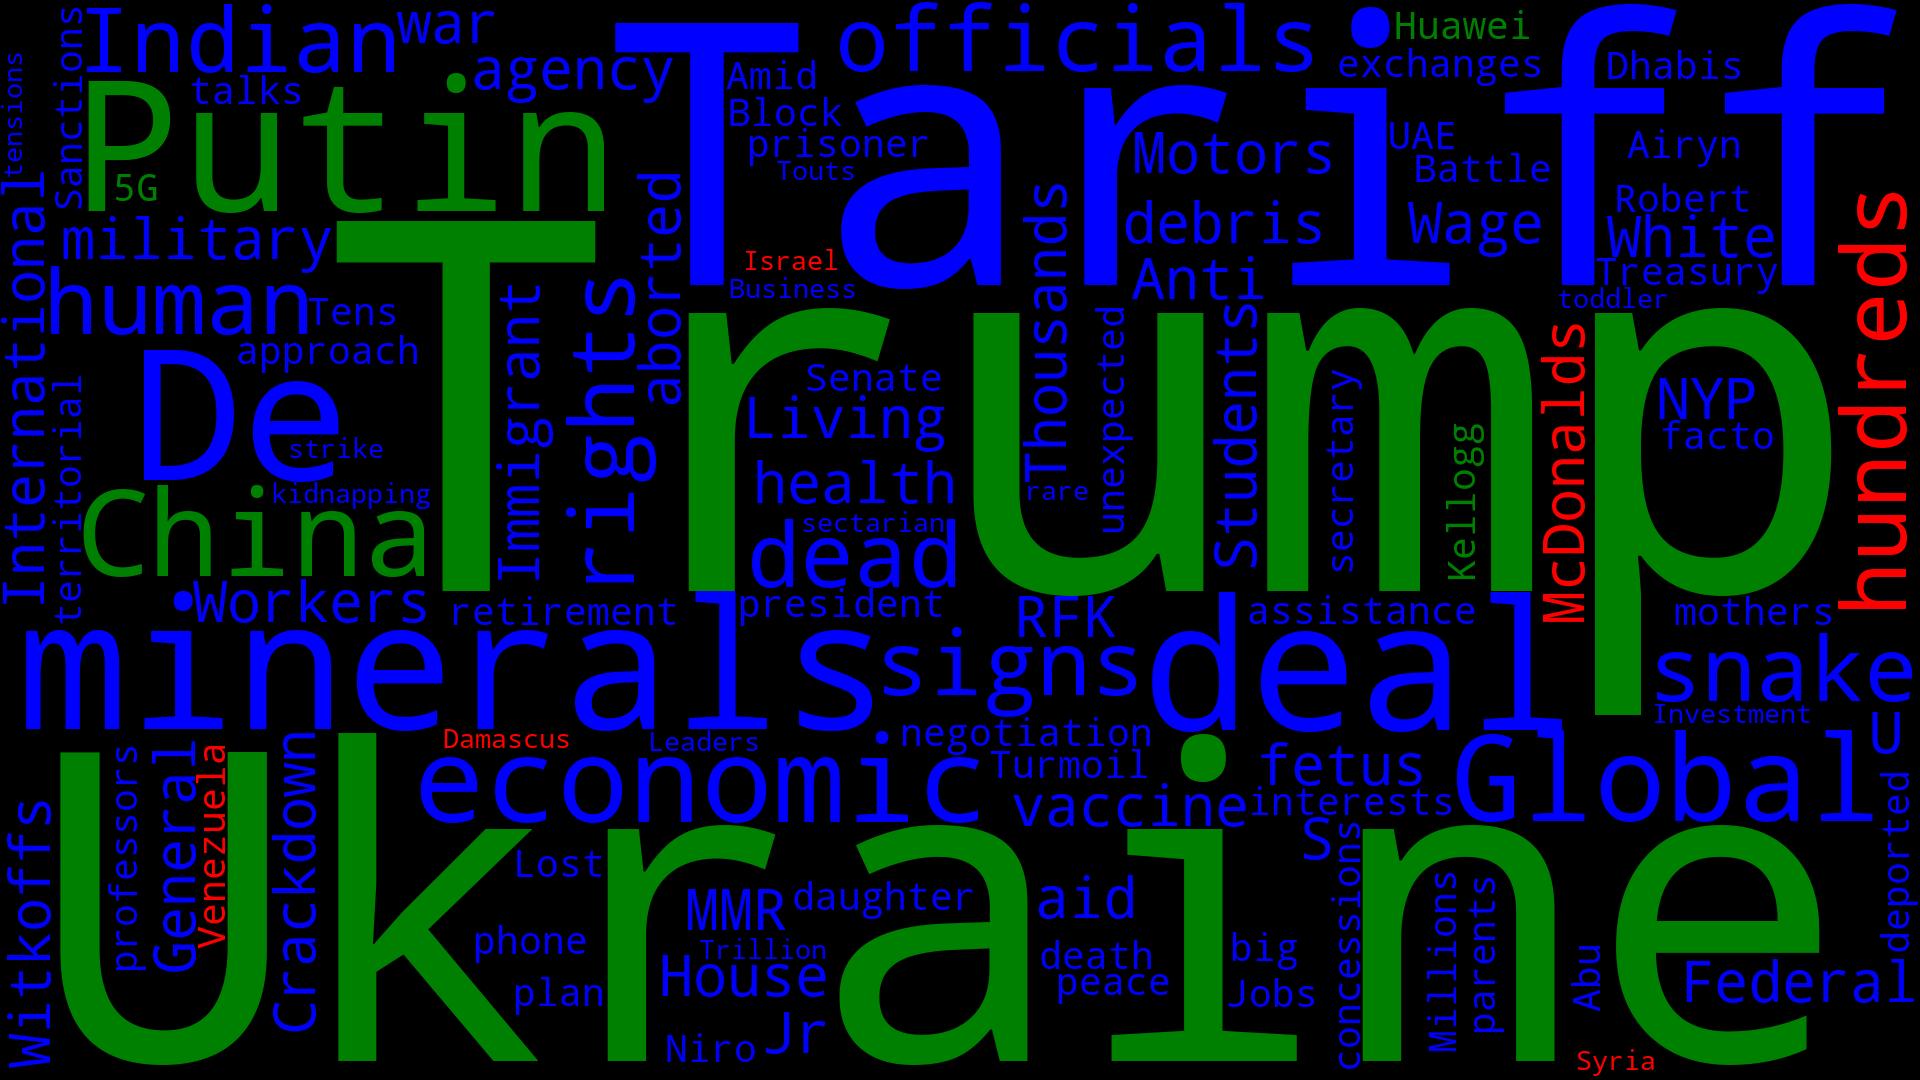 Indian
war
officials
Huawei
tensions
Sanctions
talks
agency
Amid
exchanges
Dhabis
Putin
Tariff
Block
prisoner
Touts
Motors
UAE
Battle
Airyn
5G
Robert
International
military
aborted
Thousands
debris
Wage
White
hundreds
Israel
Business
Anti
Treasury
toddler
human
Tens
approach
Immigrant
rights
Trump
unexpected
Students
McDonalds
Senate
Living
secretary
Kellogg
NYP
facto
De
strike
territorial
kidnapping
health
rare
China
sectarian
dead
Workers
retirement
president
RFK
assistance
mothers
minerals
signs
deal
snake
Investment
U
Damascus
Leaders
negotiation
Turmoil
fetus
Global
economic
vaccine
interests
professors
General
Venezuela
Crackdown
Witkoffs
S
concessions
deported
Ukraine
Lost
MMR
daughter
aid
Millions
parents
phone
Trillion
House
death
peace
big
Jobs
plan
Abu
Federal
Niro
Jr
Syria